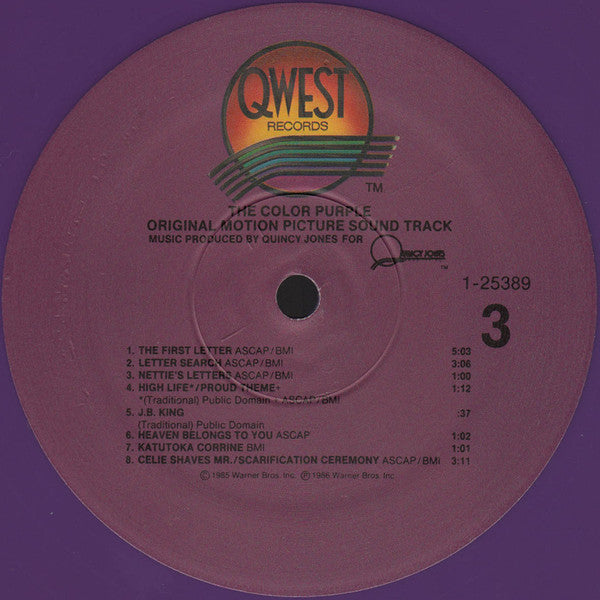 QWEST
RECORDS
TM
THE COLOR PURPLE
ORIGINAL MOTION PICTURE SOUND TRACK
MUSIC PRODUCED BY QUINCY JONES FOR QUINCY JONES
TM
1-25389
3
1. THE FIRST LETTER ASCAP/BMI 5:03
2. LETTER SEARCH ASCAP/BMI 3:06
3. NETTIE'S LETTERS ASCAP/BMI 1:00
4. HIGH LIFE*/PROUD THEME+ 1:12
*(Traditional) Public Domain + ASCAP/BMI
5. J.B. KING :37
(Traditional) Public Domain
6. HEAVEN BELONGS TO YOU ASCAP 1:02
7. KATUTOKA CORRINE BMI 1:01
8. CELIE SHAVES MR./SCARIFICATION CEREMONY ASCAP/BMI 3:11
©1985 Warner Bros. Inc. ℗1986 Warner Bros. Inc